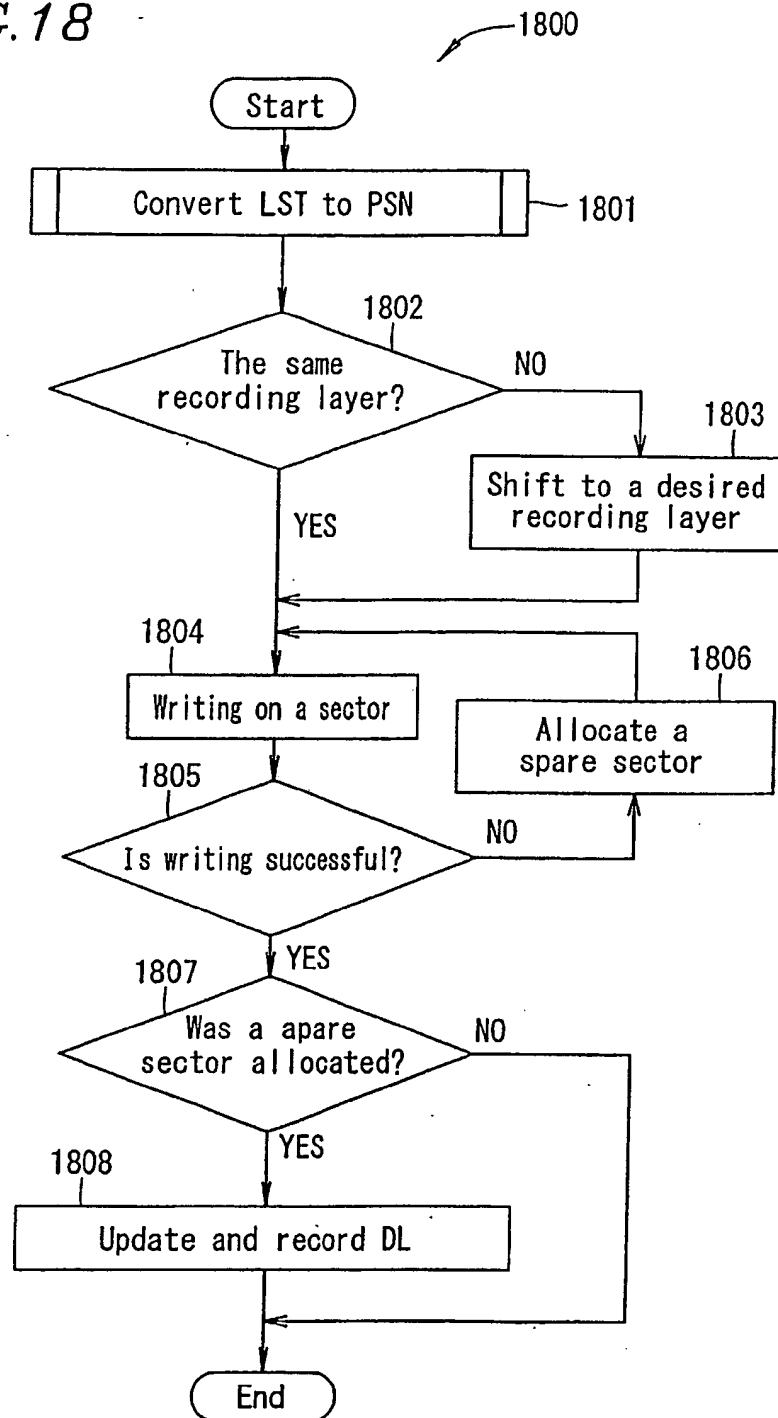 G.18
1800
Start
Convert LST to PSN
1801
1802
The same
recording layer?
NO
1803
Shift to a desired
recording layer
YES
1804
Writing on a sector
1806
Allocate a
spare sector
1805
Is writing successful?
NO
YES
1807
Was a apare
sector allocated?
NO
YES
1808
Update and record DL
End